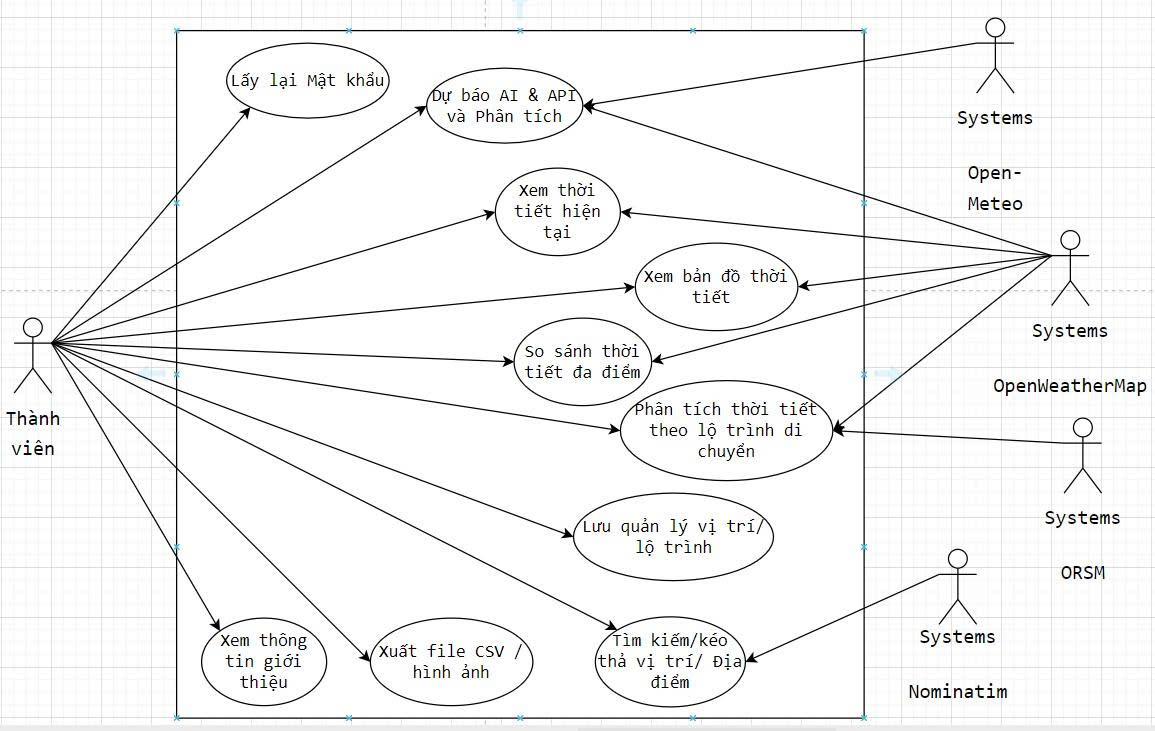 Lấy lại Mật khẩu
Dự báo AI & API
và Phân tích
Systems
Open-
Meteo
Xem thời
tiết hiện
tại
Xem bản đồ thời
tiết
Systems
OpenWeatherMap
So sánh thời
tiết đa điểm
Thành
viên
Phân tích thời tiết
theo lộ trình di
chuyển
Systems
ORSM
Lưu quản lý vị trí/
lộ trình
Xem thông
tin giới
thiệu
Xuất file CSV /
hình ảnh
Tìm kiếm/kéo
thả vị trí/ Địa
điểm
Systems
Nominatim